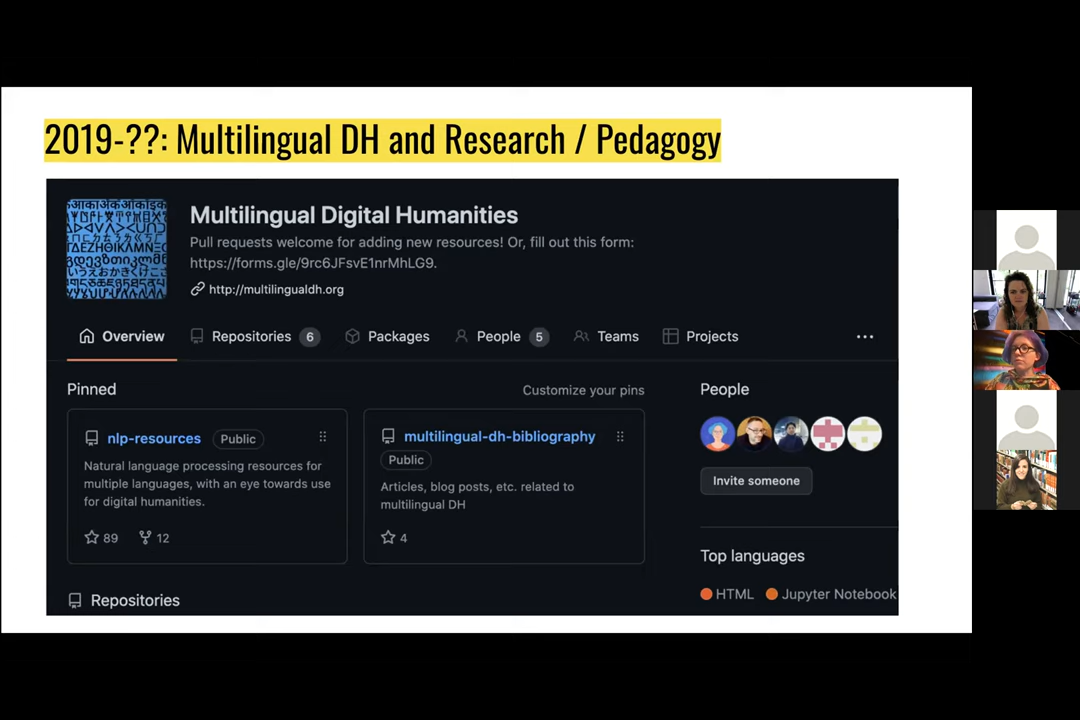 2019-??: Multilingual DH and Research / Pedagogy
Multilingual Digital Humanities
Pull requests welcome for adding new resources! Or, fill out this form:
https://forms.gle/9rc6JFsvE1nrMhLG9.
http://multilingualdh.org
Overview
Repositories 6
Packages
People 5
Teams
Projects
Pinned
Customize your pins
nlp-resources Public
Natural language processing resources for
multiple languages, with an eye towards use
for digital humanities.
89 12
multilingual-dh-bibliography
Public
Articles, blog posts, etc. related to
multilingual DH
4
Repositories
People
Invite someone
Top languages
HTML Jupyter Notebook